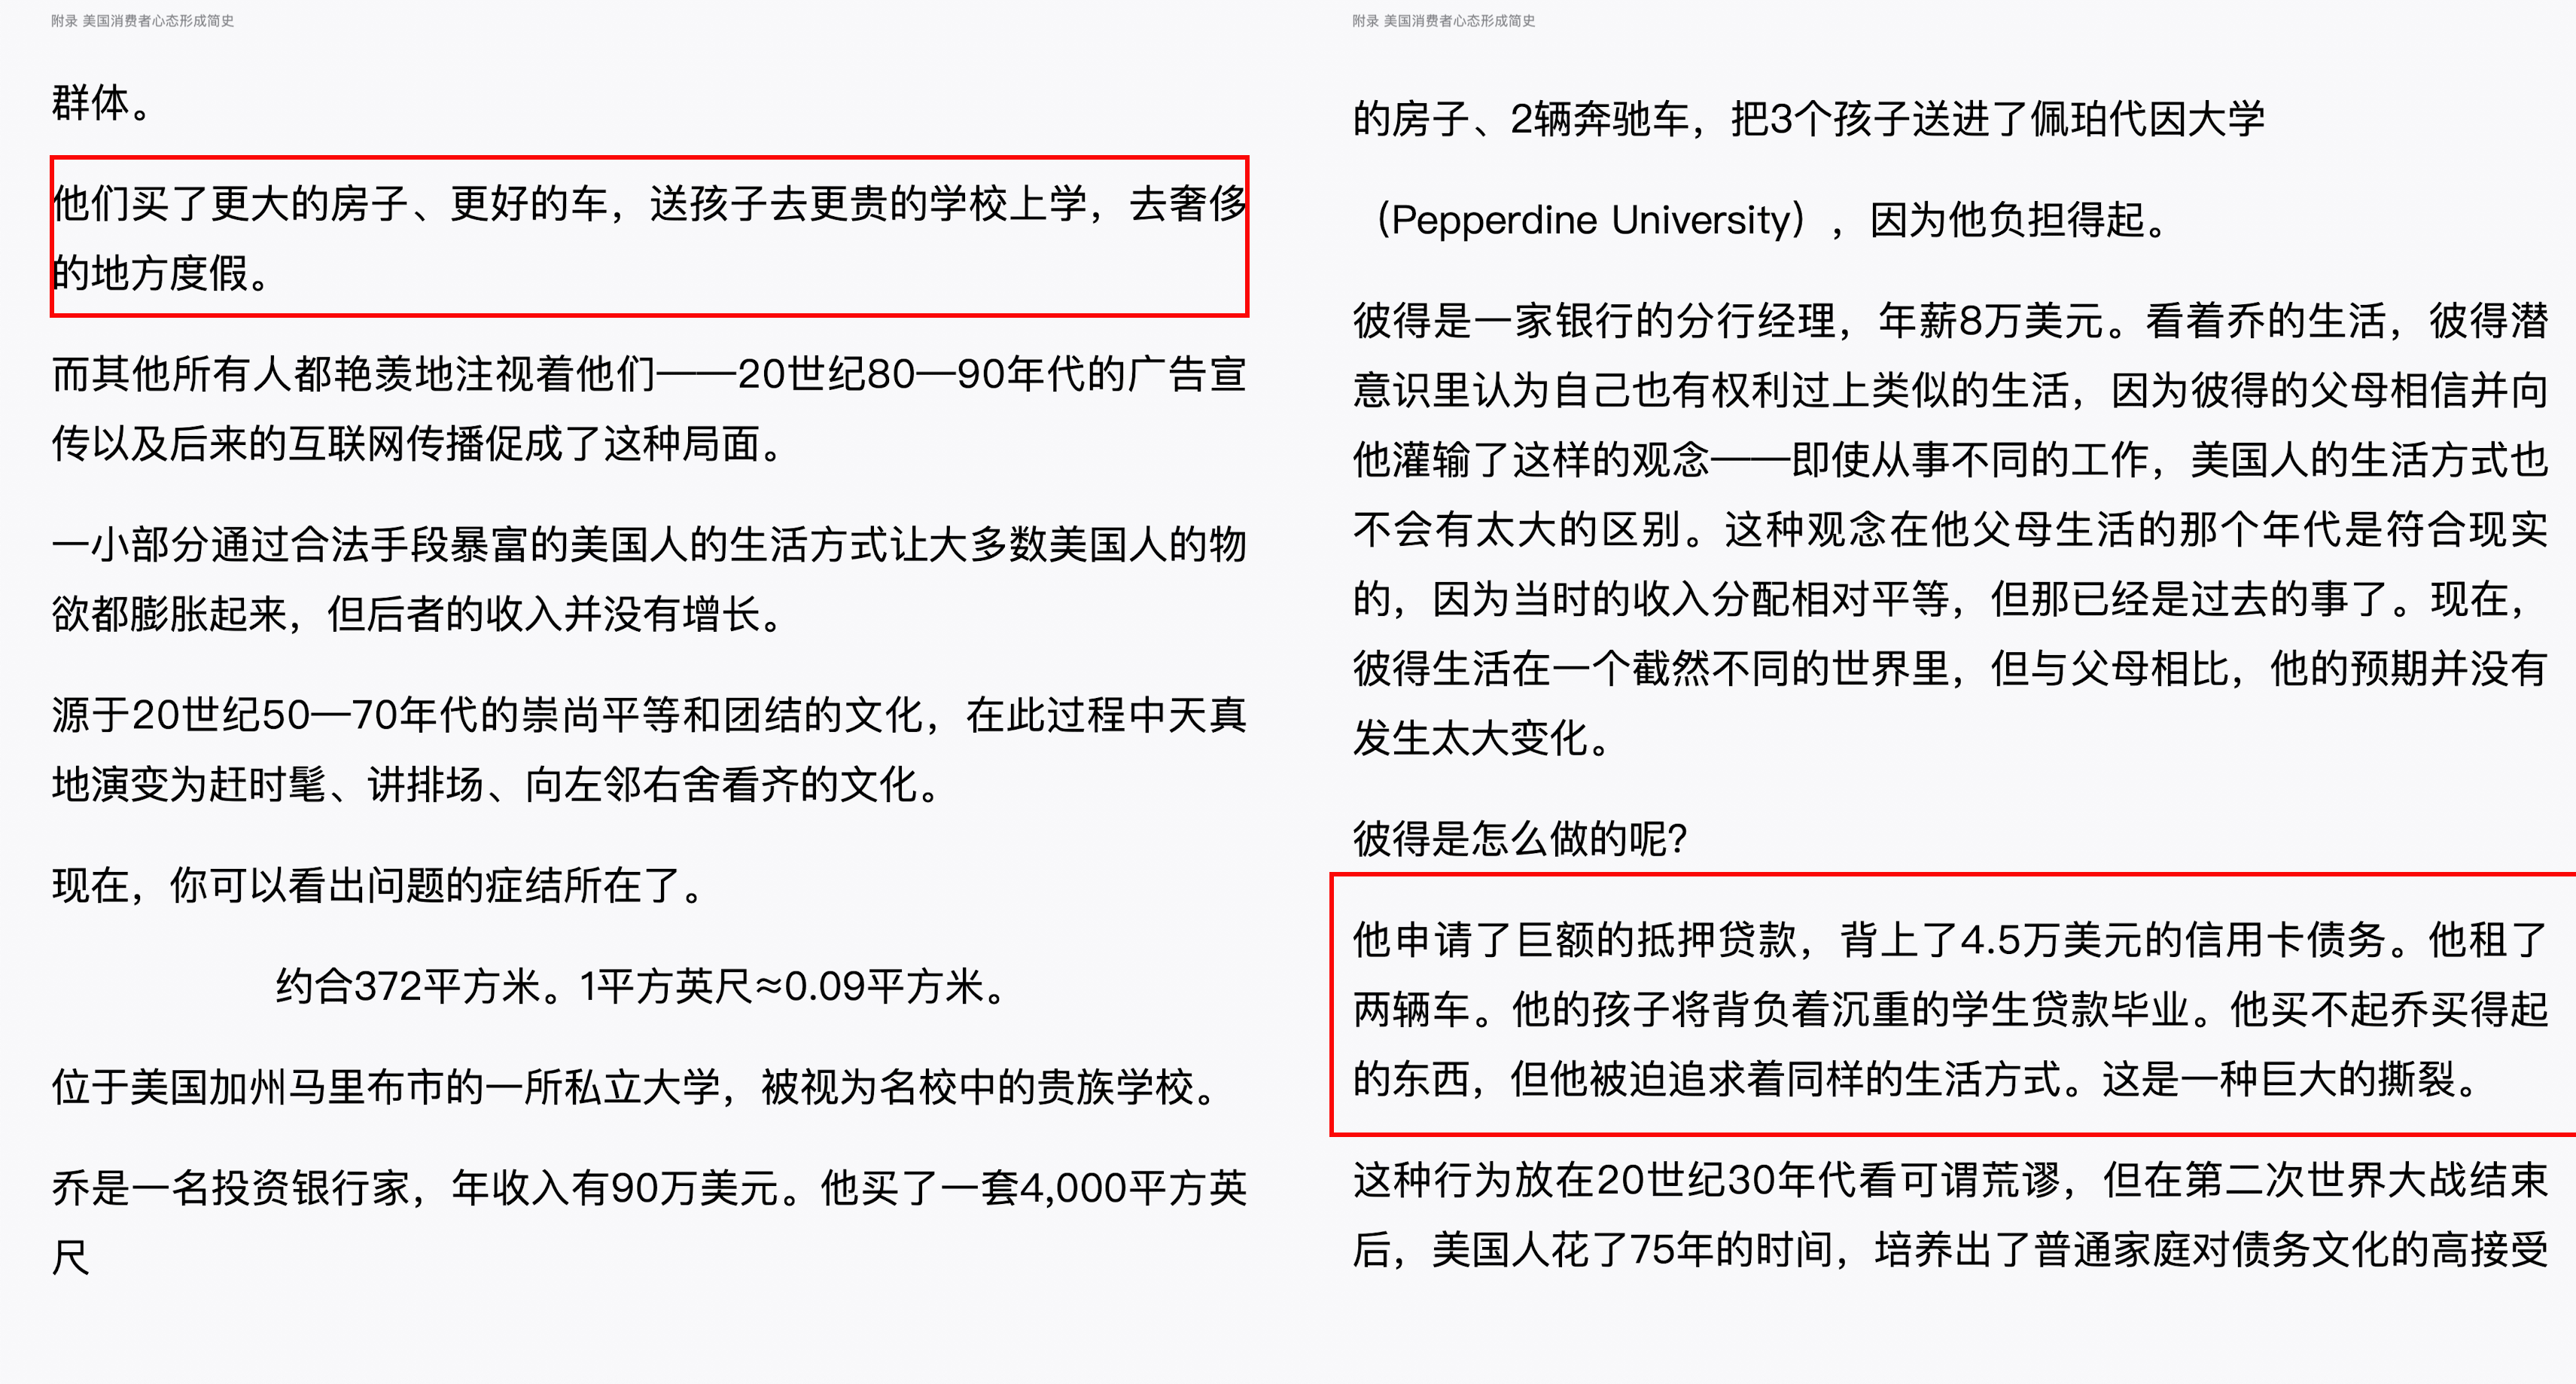 附录 美国消费者心态形成简史
群体。
他们买了更大的房子、更好的车，送孩子去更贵的学校上学，去奢侈
的地方度假。
而其他所有人都艳羡地注视着他们——20世纪80—90年代的广告宣
传以及后来的互联网传播促成了这种局面。
一小部分通过合法手段暴富的美国人的生活方式让大多数美国人的物
欲都膨胀起来，但后者的收入并没有增长。
源于20世纪50—70年代的崇尚平等和团结的文化，在此过程中天真
地演变为赶时髦、讲排场、向左邻右舍看齐的文化。
现在，你可以看出问题的症结所在了。
约合372平方米。1平方英尺≈0.09平方米。
位于美国加州马里布市的一所私立大学，被视为名校中的贵族学校。
乔是一名投资银行家，年收入有90万美元。他买了一套4,000平方英
尺
附录 美国消费者心态形成简史
的房子、2辆奔驰车，把3个孩子送进了佩珀代因大学
（Pepperdine University），因为他负担得起。
彼得是一家银行的分行经理，年薪8万美元。看着乔的生活，彼得潜
意识里认为自己也有权利过上类似的生活，因为彼得的父母相信并向
他灌输了这样的观念——即使从事不同的工作，美国人的生活方式也
不会有太大的区别。这种观念在他父母生活的那个年代是符合现实
的，因为当时的收入分配相对平等，但那已经是过去的事了。现在，
彼得生活在一个截然不同的世界里，但与父母相比，他的预期并没有
发生太大变化。
彼得是怎么做的呢？
他申请了巨额的抵押贷款，背上了4.5万美元的信用卡债务。他租了
两辆车。他的孩子将背负着沉重的学生贷款毕业。他买不起乔买得起
的东西，但他被迫追求着同样的生活方式。这是一种巨大的撕裂。
这种行为放在20世纪30年代看可谓荒谬，但在第二次世界大战结束
后，美国人花了75年的时间，培养出了普通家庭对债务文化的高接受